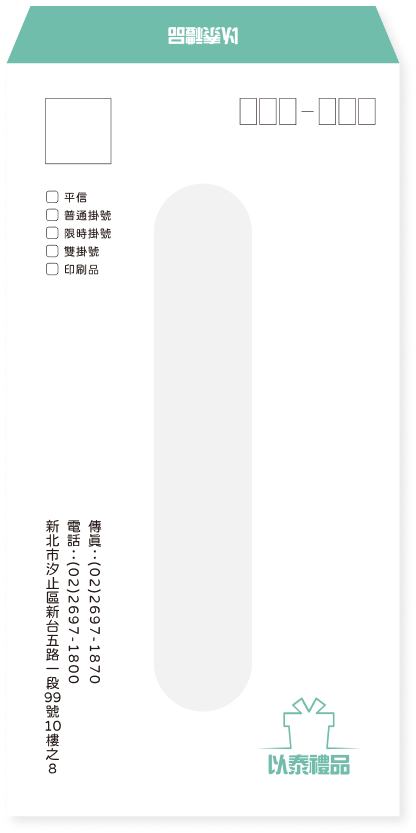 以泰禮品
平信
普通掛號
限時掛號
雙掛號
印刷品
傳真：(02)2697-1870
電話：(02)2697-1800
新北市汐止區新台五路一段99號10樓之8
以泰禮品